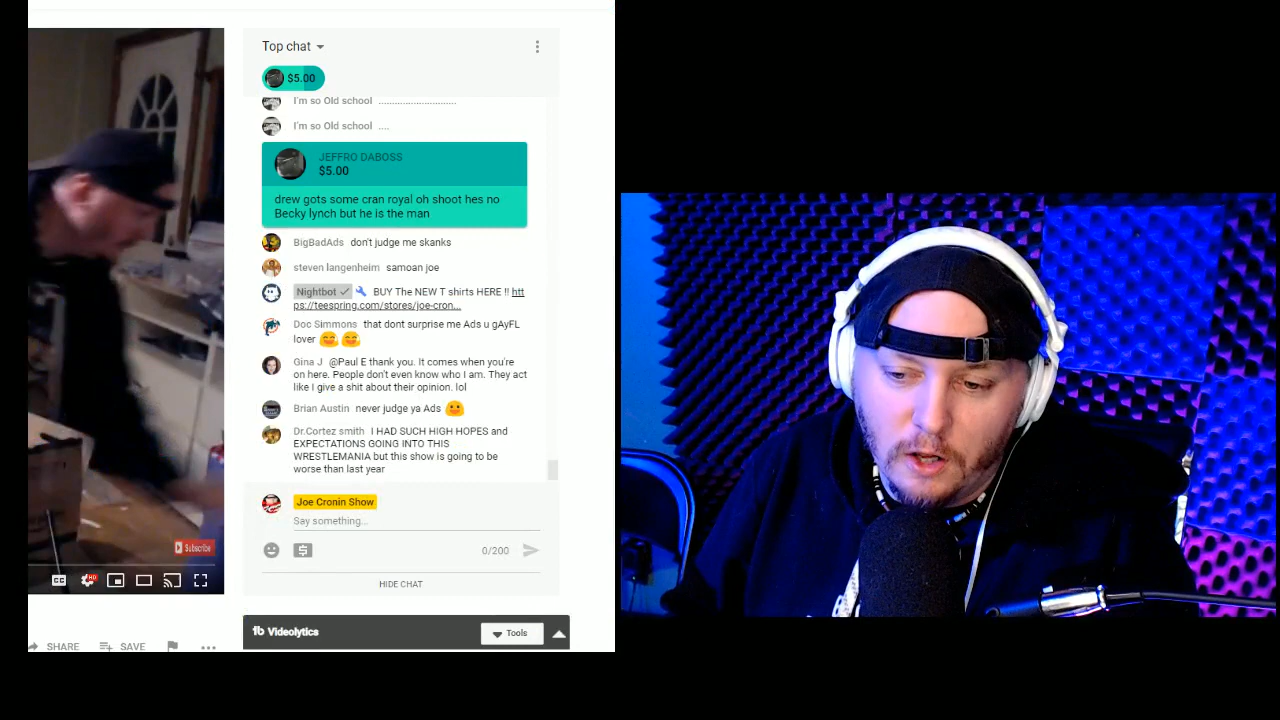 Top chat
$5.00
I'm so Old school ............................
I'm so Old school ....
JEFFRO DABOSS
$5.00
drew gots some cran royal oh shoot hes no
Becky lynch but he is the man
BigBadAds don't judge me skanks
steven langenheim samoan joe
Nightbot BUY The NEW T shirts HERE !! htt
ps://teespring.com/stores/joe-cron...
Doc Simmons that dont surprise me Ads u gAyFL
lover
Gina J @Paul E thank you. It comes when you're
on here. People don't even know who I am. They act
like I give a shit about their opinion. lol
Brian Austin never judge ya Ads
Dr.Cortez smith I HAD SUCH HIGH HOPES and
EXPECTATIONS GOING INTO THIS
WRESTLEMANIA but this show is going to be
worse than last year
Joe Cronin Show
Say something...
0/200
HIDE CHAT
Subscribe
CC HD
SHARE SAVE
tb Videolytics Tools